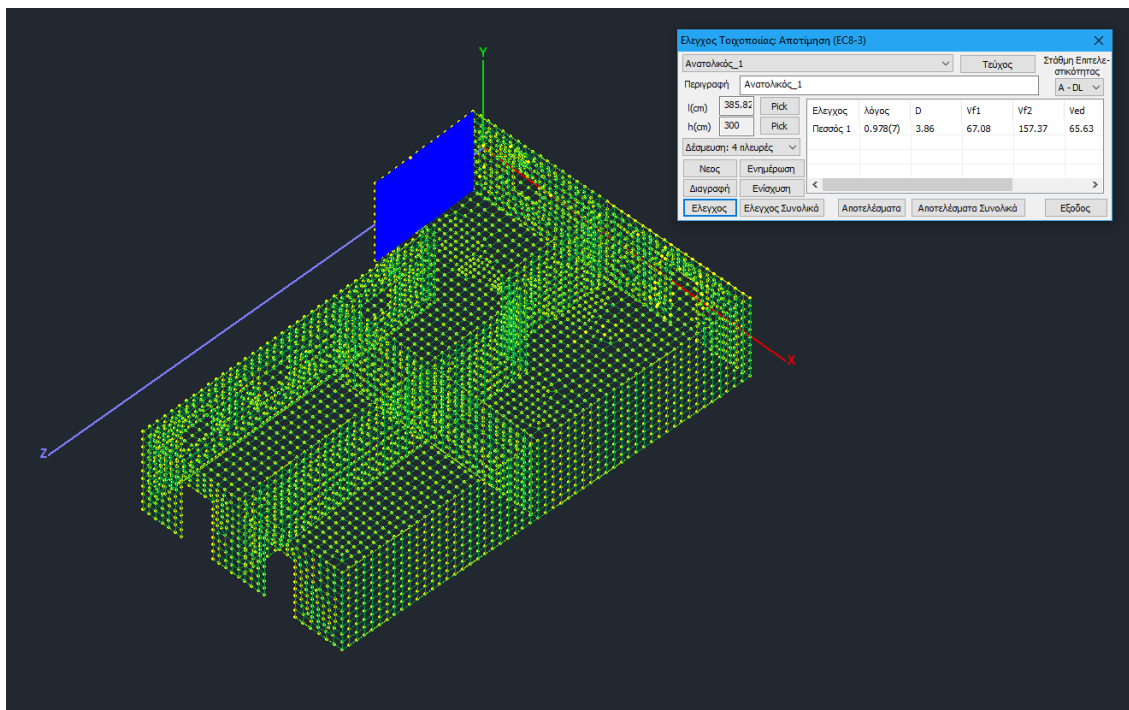 Ελεγχος Τοιχοποιίας: Αποτίμηση (EC8-3)
Ανατολικός_1 Τεύχος Στάθμη Επιτελε-
στικότητας
Περιγραφή Ανατολικός_1 A - DL
l(cm) 385.82 Pick Ελεγχος λόγος D Vf1 Vf2 Ved
h(cm) 300 Pick Πεσσός 1 0.978(7) 3.86 67.08 157.37 65.63
Δέσμευση: 4 πλευρές
Νεος Ενημέρωση
Διαγραφή Ενίσχυση
Ελεγχος Ελεγχος Συνολικά Αποτελέσματα Αποτελέσματα Συνολικά Εξοδος
Y
X
Z